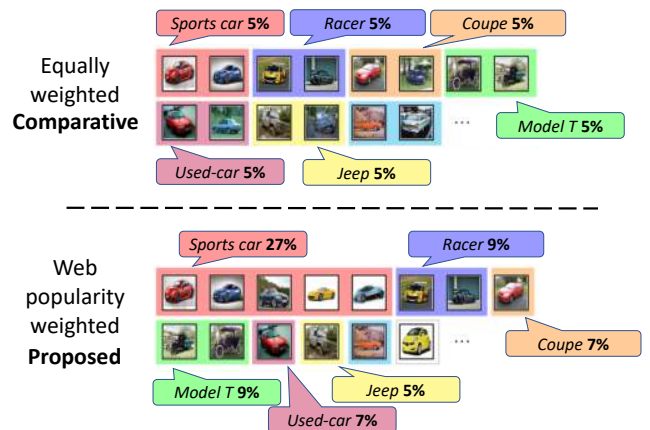 Sports car 5%
Racer 5%
Coupe 5%
Equally
weighted
Comparative
...
Model T 5%
Used-car 5%
Jeep 5%
Sports car 27%
Racer 9%
Web
popularity
weighted
Proposed
...
Coupe 7%
Model T 9%
Jeep 5%
Used-car 7%